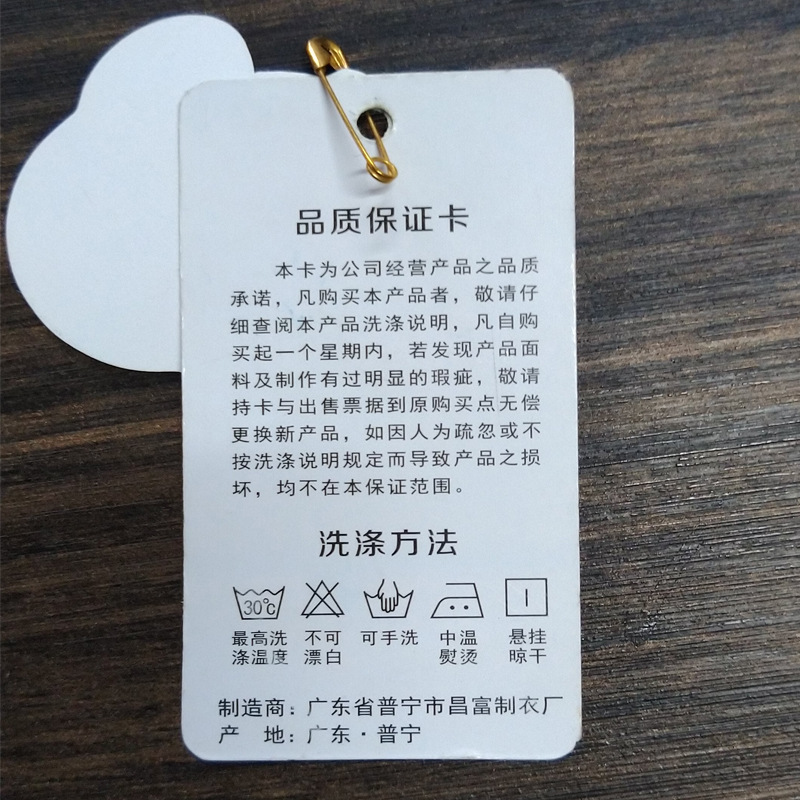 品质保证卡
本卡为公司经营产品之品质
承诺，凡购买本产品者，敬请仔
细查阅本产品洗涤说明，凡自购
买起一个星期内，若发现产品面
料及制作有过明显的瑕疵，敬请
持卡与出售票据到原购买点无偿
更换新产品，如因人为疏忽或不
按洗涤说明规定而导致产品之损
坏，均不在本保证范围。
洗涤方法
30℃
最高洗 不可 可手洗 中温 悬挂
涤温度 漂白 熨烫 晾干
制造商：广东省普宁市昌富制衣厂
产 地：广东·普宁